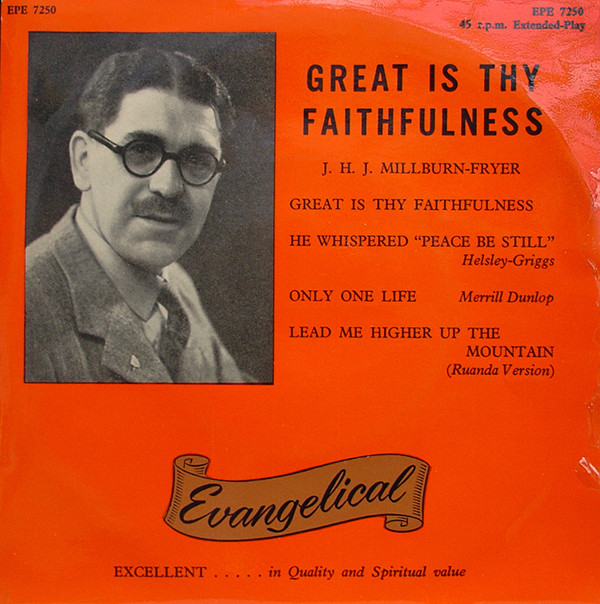 EPE 7250
EPE 7250
45 r.p.m. Extended-Play
GREAT IS THY
FAITHFULNESS
J. H. J. MILLBURN-FRYER
GREAT IS THY FAITHFULNESS
HE WHISPERED “PEACE BE STILL”
Helsley-Griggs
ONLY ONE LIFE Merrill Dunlop
LEAD ME HIGHER UP THE
MOUNTAIN
(Ruanda Version)
Evangelical
EXCELLENT . . . . . in Quality and Spiritual value